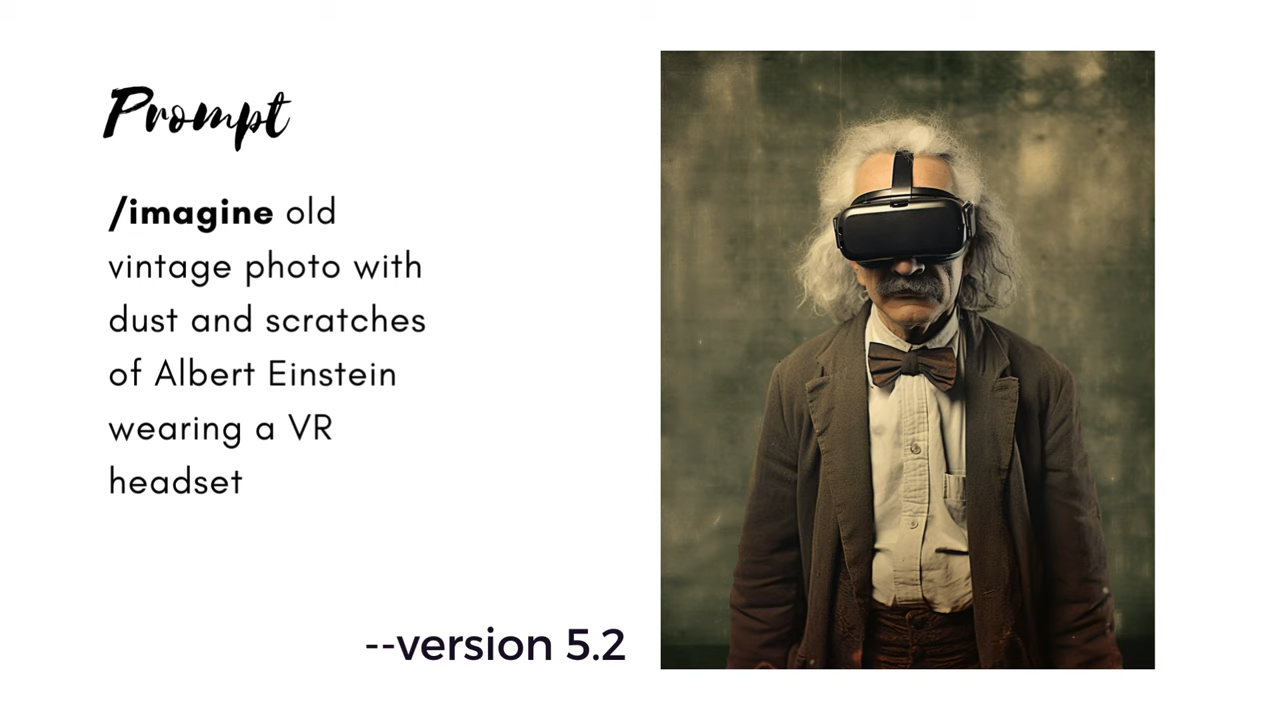 Prompt
/imagine old
vintage photo with
dust and scratches
of Albert Einstein
wearing a VR
headset
--version 5.2